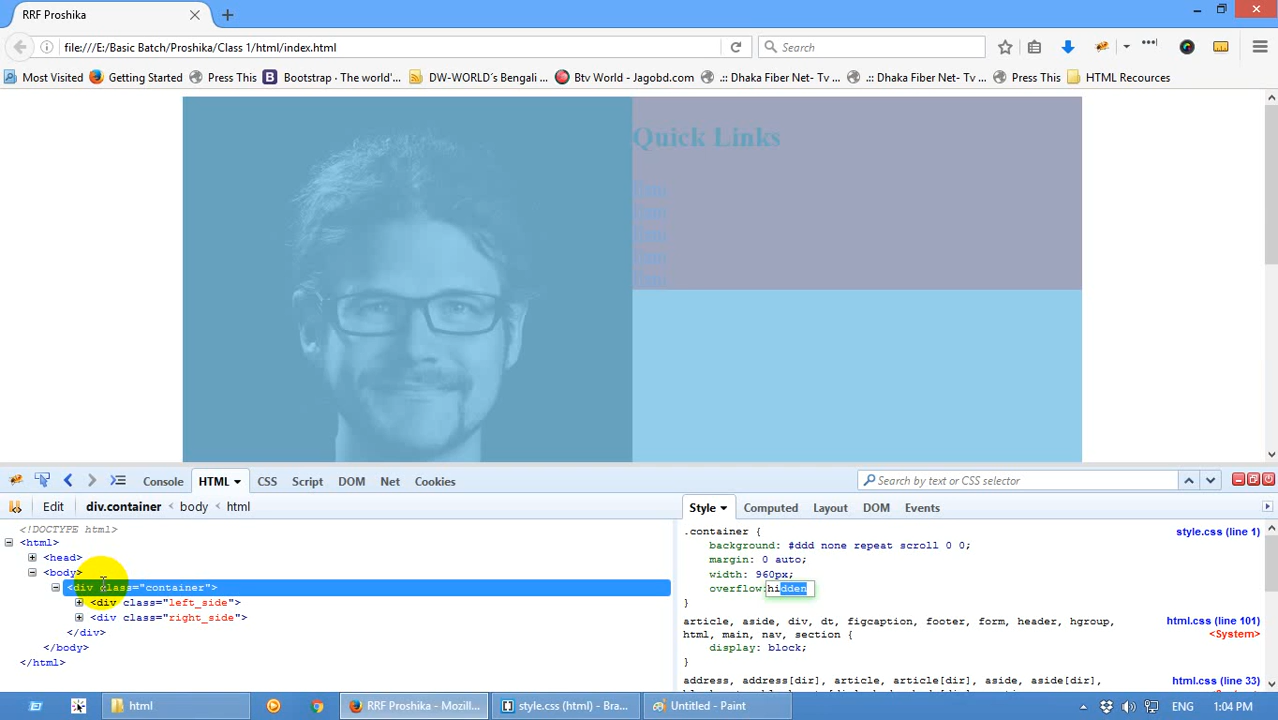 RRF Proshika
file:///E:/Basic Batch/Proshika/Class 1/html/index.html
Search
Most Visited Getting Started Press This Bootstrap · The world'... DW-WORLD´s Bengali ... Btv World - Jagobd.com .:: Dhaka Fiber Net- Tv ... .:: Dhaka Fiber Net- Tv ... Press This HTML Recources
Quick Links
Console HTML CSS Script DOM Net Cookies
Search by text or CSS selector
Edit div.container < body < html
Style Computed Layout DOM Events
<!DOCTYPE html>
<html>
<head>
<body>
<div class="container">
<div class="left_side">
<div class="right_side">
</div>
</body>
</html>
.container { style.css (line 1)
background: #ddd none repeat scroll 0 0;
margin: 0 auto;
width: 960px;
overflow:hidden
}
article, aside, div, dt, figcaption, footer, form, header, hgroup, html.css (line 101)
html, main, nav, section { <System>
display: block;
}
address, address[dir], article, article[dir], aside, aside[dir], html.css (line 33)
html RRF Proshika - Mozill... style.css (html) — Bra... Untitled - Paint 1:04 PM